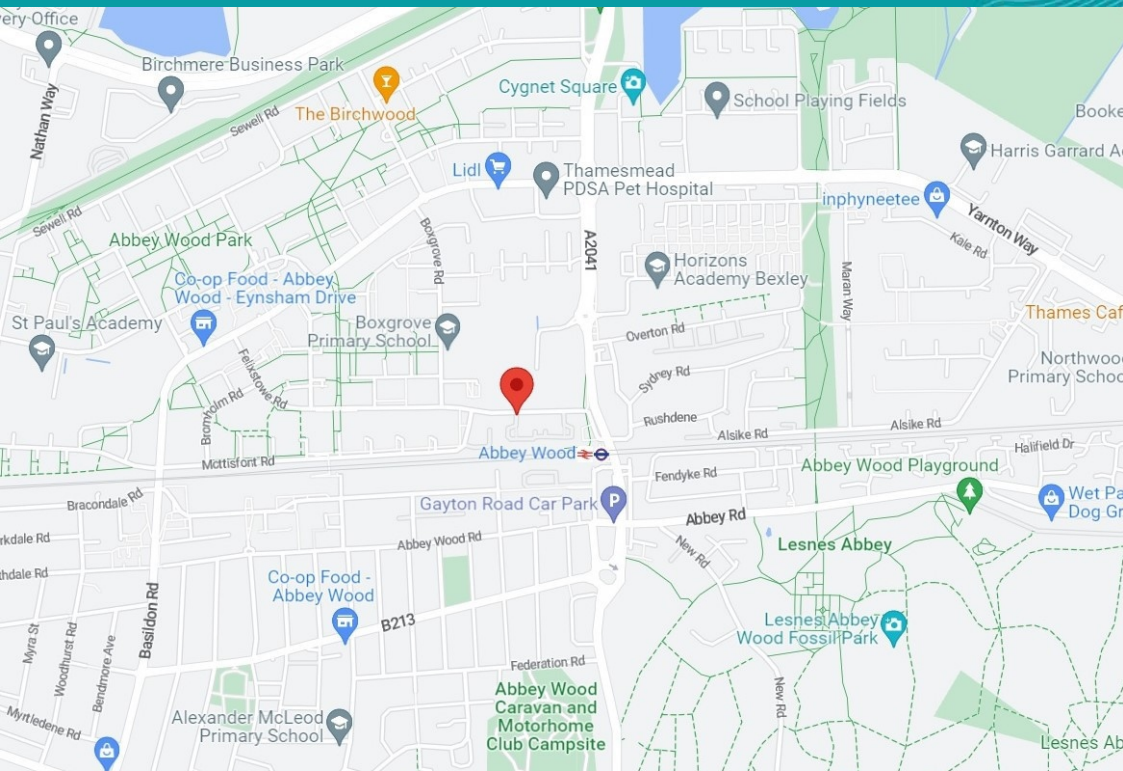 ery Office
Birchmere Business Park
Nathan Way
The Birchwood
Sewell Rd
Cygnet Square
School Playing Fields
Booke
Harris Garrard A
Lidl
Thamesmead
PDSA Pet Hospital
inphyneetee
Yarnton Way
Kale Rd
Sewell Rd
Abbey Wood Park
Boxgrove Rd
A2041
Horizons
Academy Bexley
Maran Way
Co-op Food - Abbey
Wood - Eynsham Drive
Thames Caf
St Paul's Academy
Boxgrove
Primary School
Overton Rd
Northwoo
Primary Schoo
Felixstowe Rd
Sydney Rd
Bramholm Rd
Rushdene
Alsike Rd
Alsike Rd
Halifield Dr
Abbey Wood
Mottisfont Rd
Fendyke Rd
Abbey Wood Playground
Bracondale Rd
Gayton Road Car Park
P
Wet Pa
Dog Gr
Abbey Rd
rkdale Rd
Abbey Wood Rd
New Rd
Lesnes Abbey
hdale Rd
Co-op Food -
Abbey Wood
Basildon Rd
B213
Lesnes Abbey
Wood Fossil Park
Myra St
Woodhurst Rd
Bendmore Ave
Federation Rd
Abbey Wood
Caravan and
Motorhome
Club Campsite
New Rd
Myrtledene Rd
Alexander McLeod
Primary School
Lesnes Ab